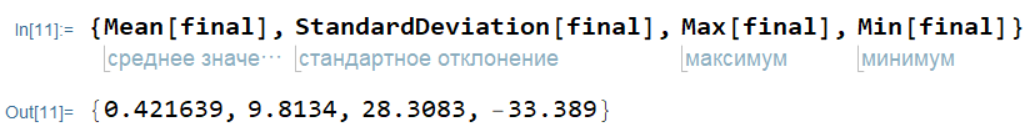 In[11]:= {Mean[final], StandardDeviation[final], Max[final], Min[final]}
среднее значе··· стандартное отклонение максимум минимум
Out[11]= {0.421639, 9.8134, 28.3083, -33.389}